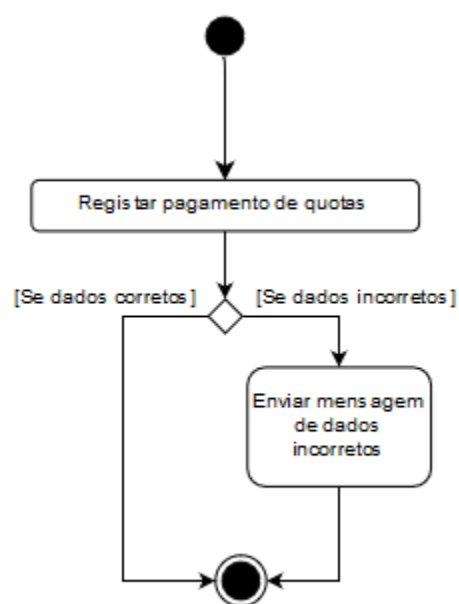 Registar pagamento de quotas
[Se dados corretos]
[Se dados incorretos]
Enviar mensagem
de dados
incorretos